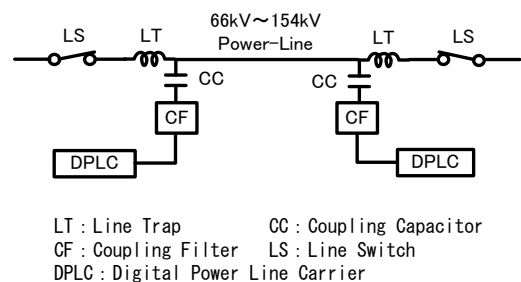 66kV～154kV
LS LT Power-Line LT LS
CC CC
CF CF
DPLC DPLC
LT：Line Trap CC：Coupling Capacitor
CF：Coupling Filter LS：Line Switch
DPLC：Digital Power Line Carrier